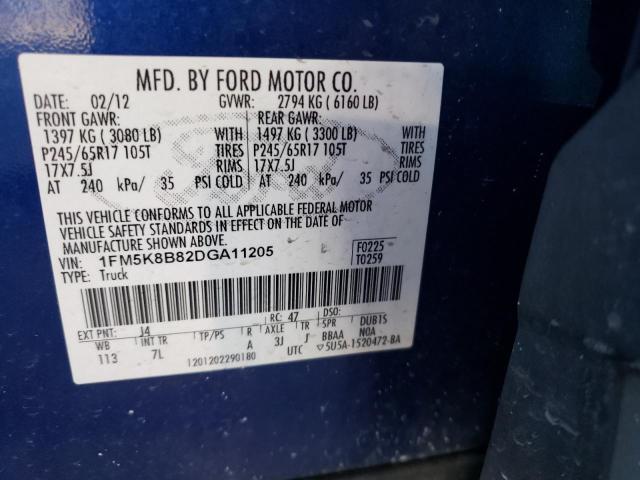 MFD. BY FORD MOTOR CO.
DATE: 02/12 GVWR: 2794 KG ( 6160 LB)
FRONT GAWR: REAR GAWR:
1397 KG ( 3080 LB) WITH 1497 KG ( 3300 LB) WITH
P245/65R17 105T TIRES P245/65R17 105T TIRES
17X7.5J RIMS 17X7.5J RIMS
AT 240 kPa/ 35 PSI COLD AT 240 kPa/ 35 PSI COLD
THIS VEHICLE CONFORMS TO ALL APPLICABLE FEDERAL MOTOR
VEHICLE SAFETY STANDARDS IN EFFECT ON THE DATE OF
MANUFACTURE SHOWN ABOVE.
VIN: 1FM5K8B82DGA11205 F0225
TYPE: Truck T0259
EXT PNT: J4 RC: 47 DSO:
WB INT TR TP/PS R AXLE TR SPR DUB1S
113 7L A 3J J BBAA NOA
1201202290180 UTC 5U5A-1520472-BA